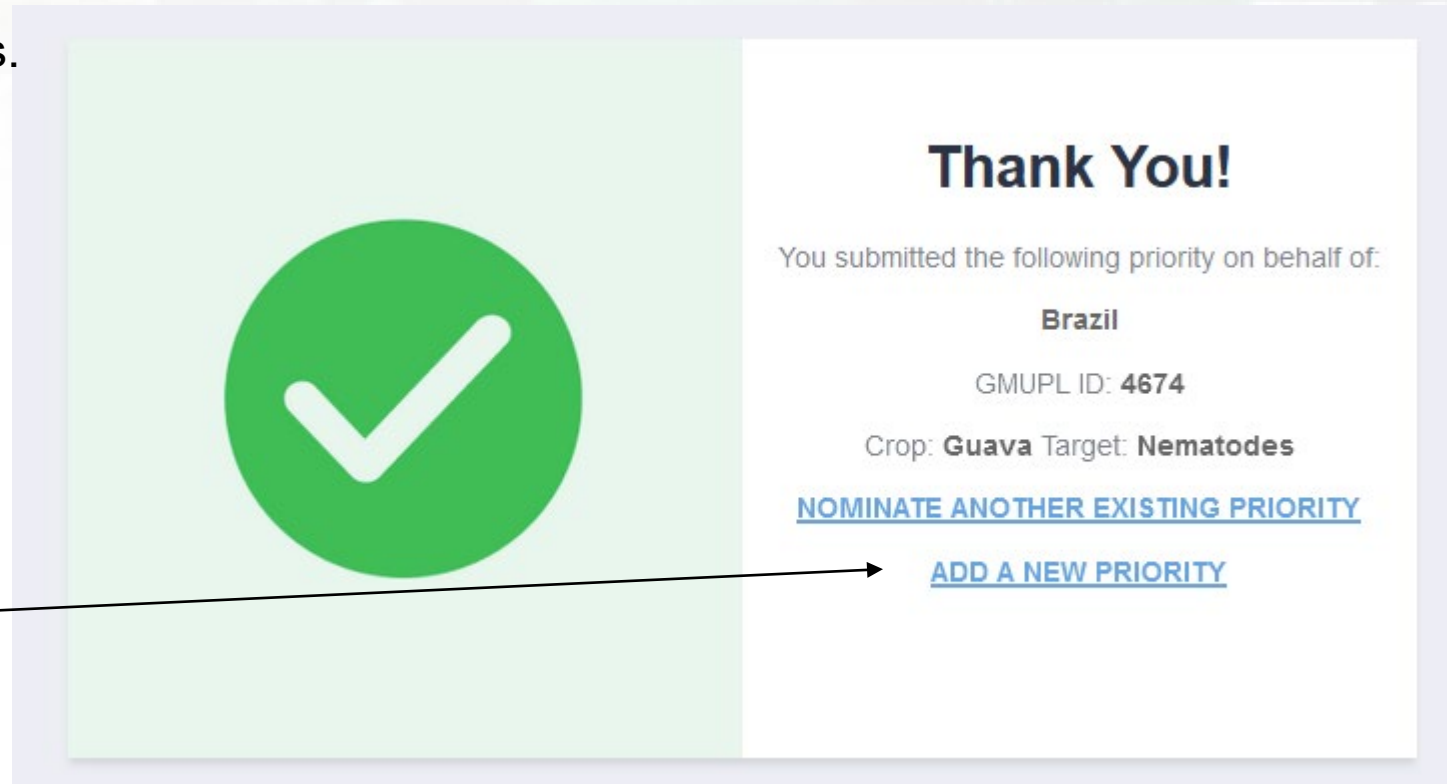 s.
Thank You!
You submitted the following priority on behalf of:
Brazil
GMUPL ID: 4674
Crop: Guava Target: Nematodes
NOMINATE ANOTHER EXISTING PRIORITY
ADD A NEW PRIORITY